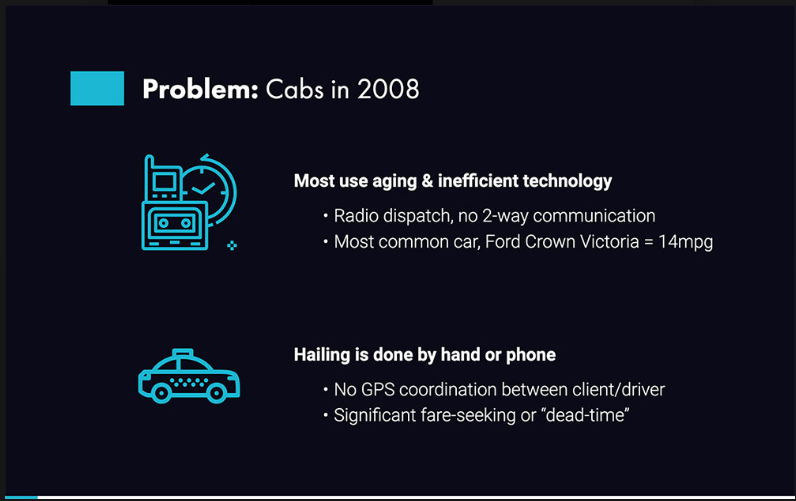 Problem: Cabs in 2008
Most use aging & inefficient technology
• Radio dispatch, no 2-way communication
• Most common car, Ford Crown Victoria = 14mpg
Hailing is done by hand or phone
• No GPS coordination between client/driver
• Significant fare-seeking or “dead-time”